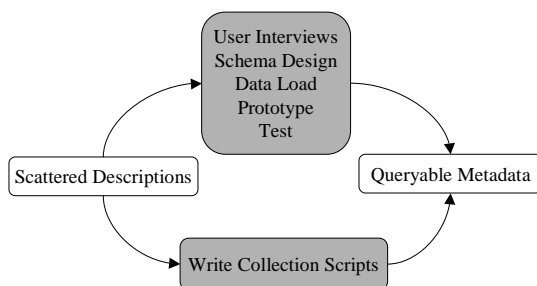 User Interviews
Schema Design
Data Load
Prototype
Test
Scattered Descriptions
Queryable Metadata
Write Collection Scripts